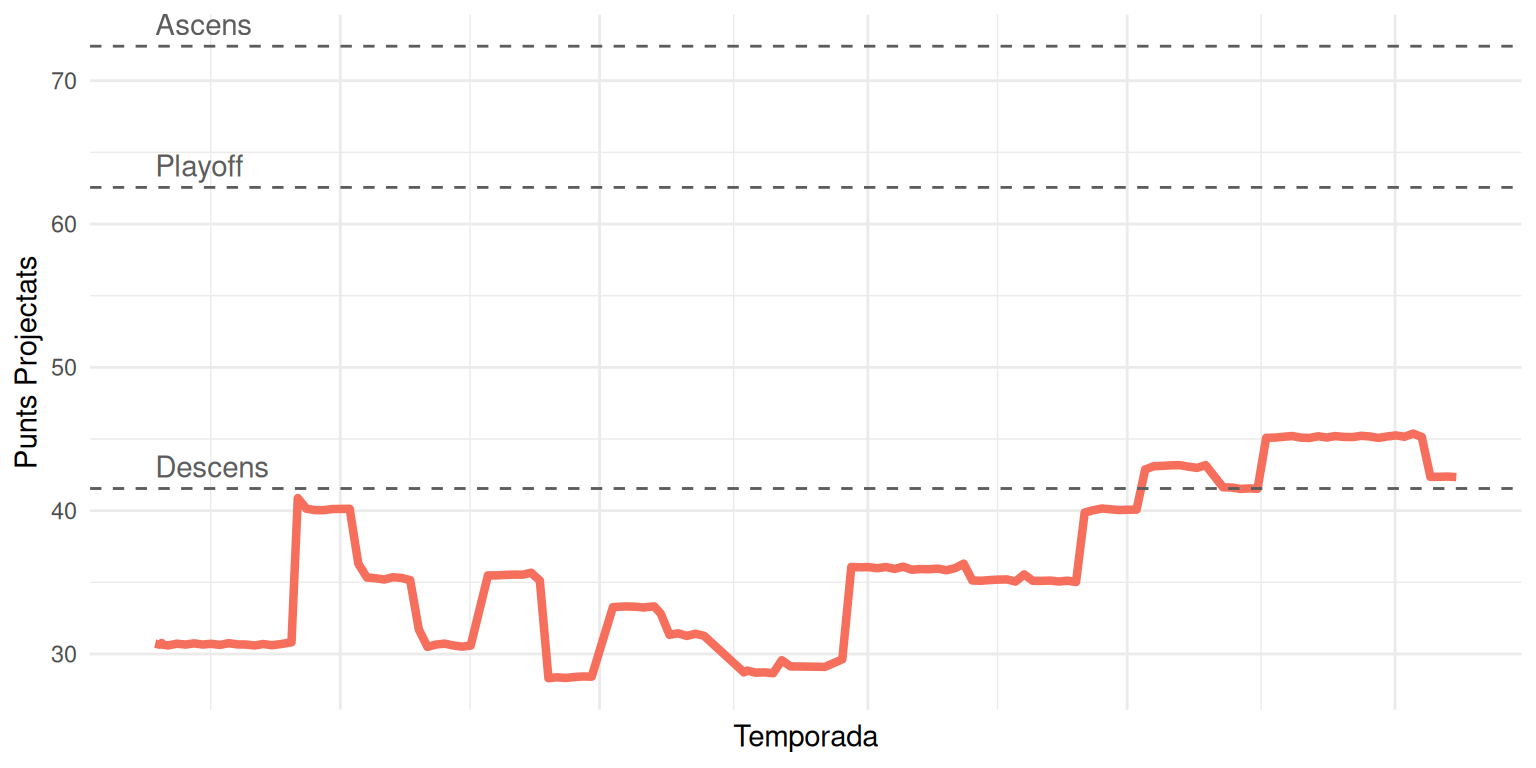 Ascens
70
Playoff
60
Punts Projectats
50
Descens
40
30
Temporada